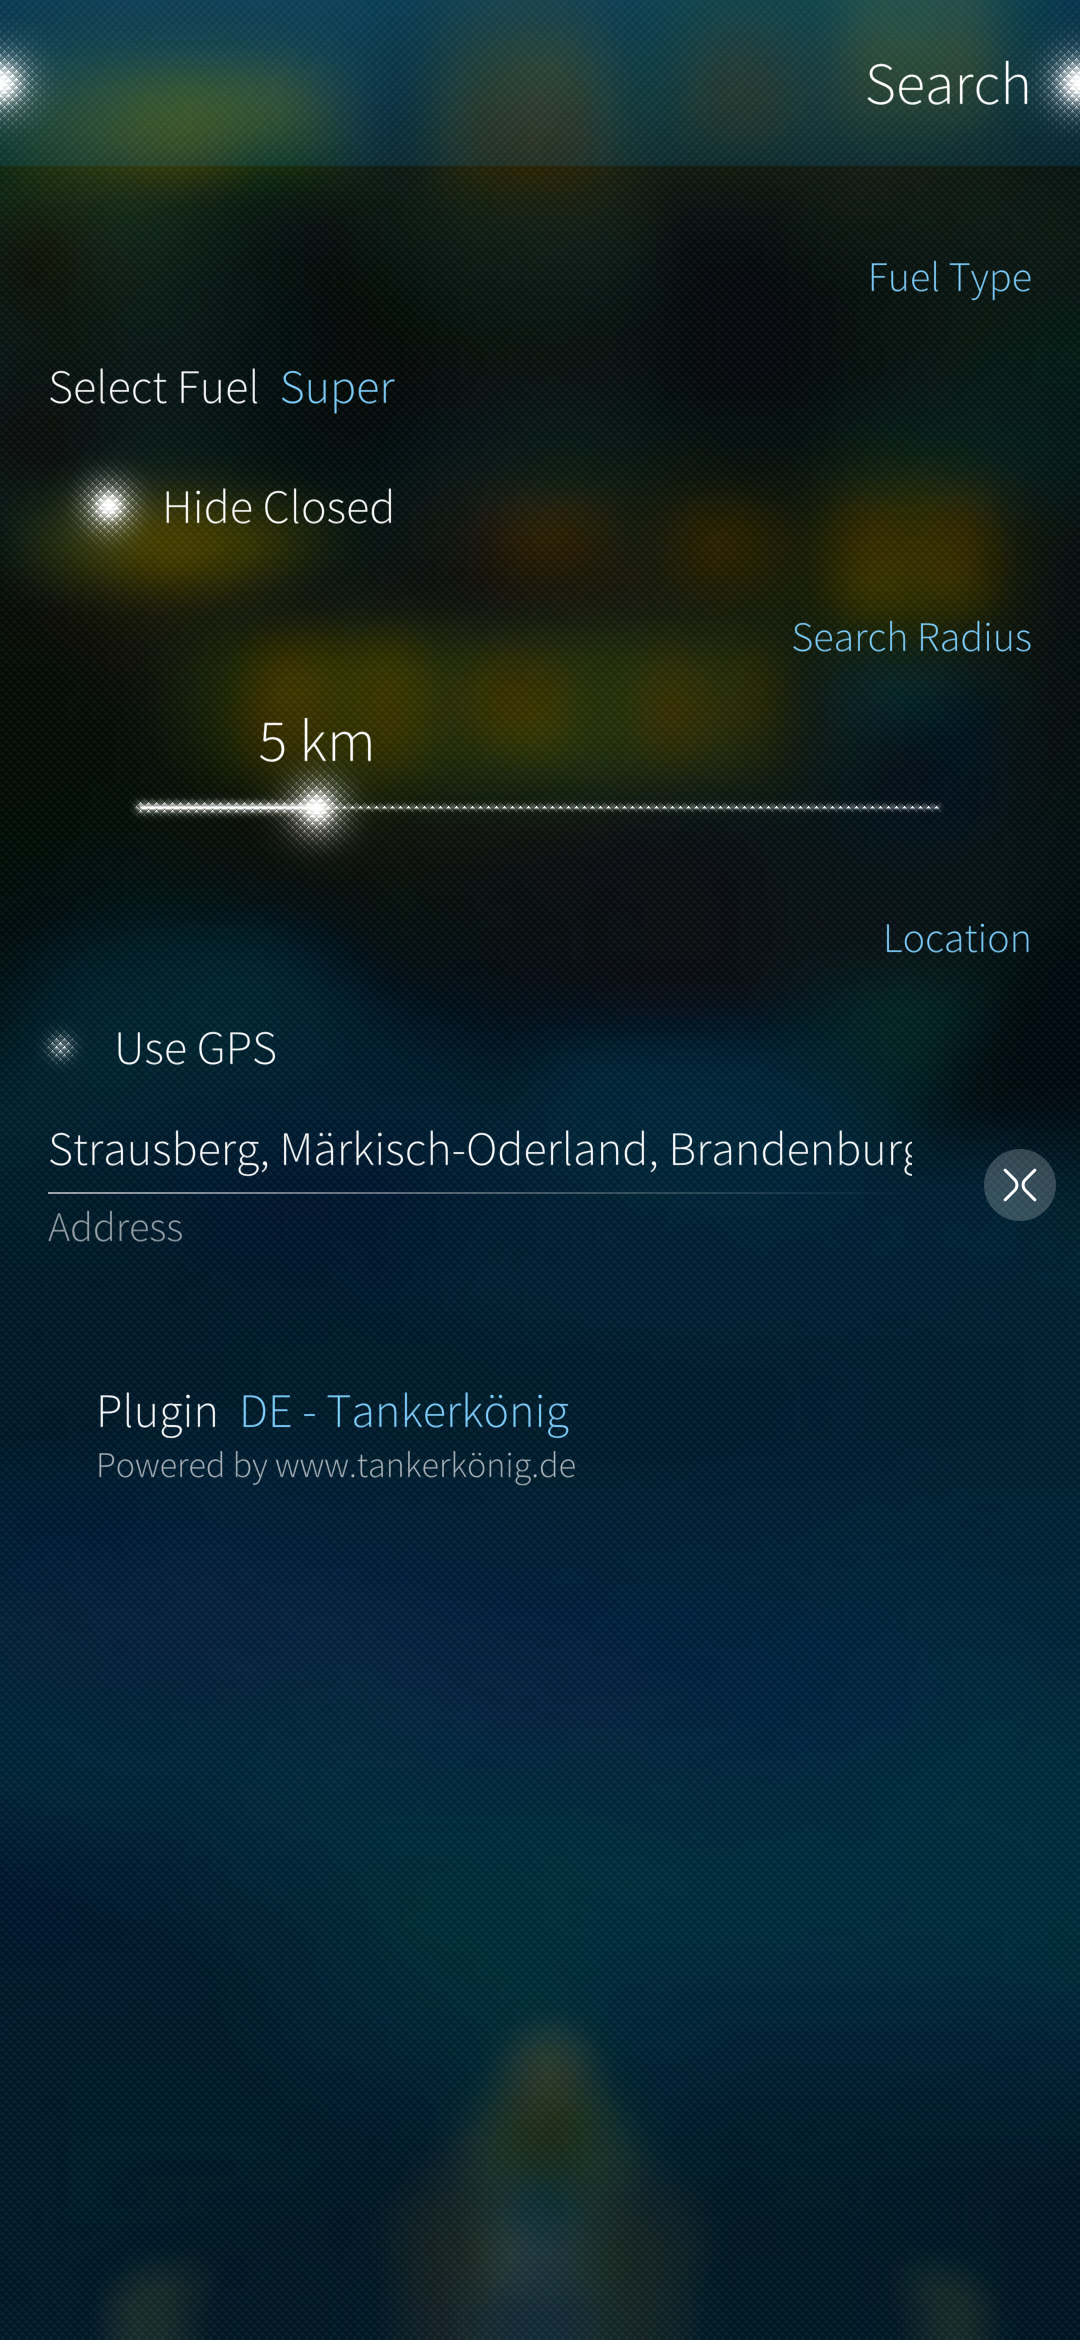 Search
Fuel Type
Select Fuel Super
Hide Closed
Search Radius
5 km
Location
Use GPS
Strausberg, Märkisch-Oderland, Brandenburg
Address
Plugin DE - Tankerkönig
Powered by www.tankerkönig.de